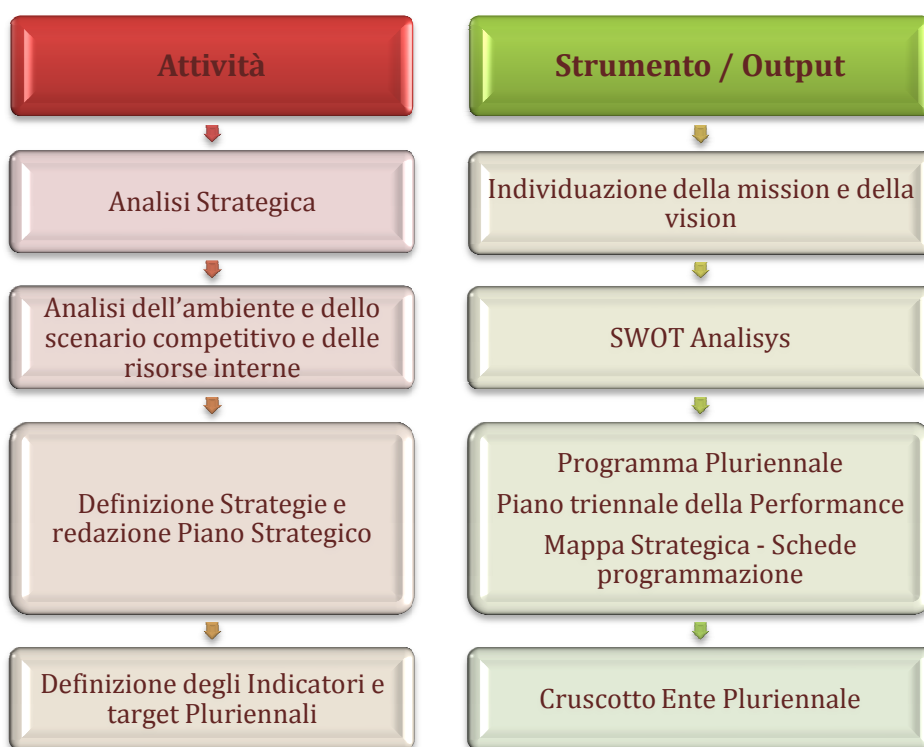 Attività
Strumento / Output
Analisi Strategica
Individuazione della mission e della
vision
Analisi dell’ambiente e dello
scenario competitivo e delle
risorse interne
SWOT Analisys
Definizione Strategie e
redazione Piano Strategico
Programma Pluriennale
Piano triennale della Performance
Mappa Strategica - Schede
programmazione
Definizione degli Indicatori e
target Pluriennali
Cruscotto Ente Pluriennale